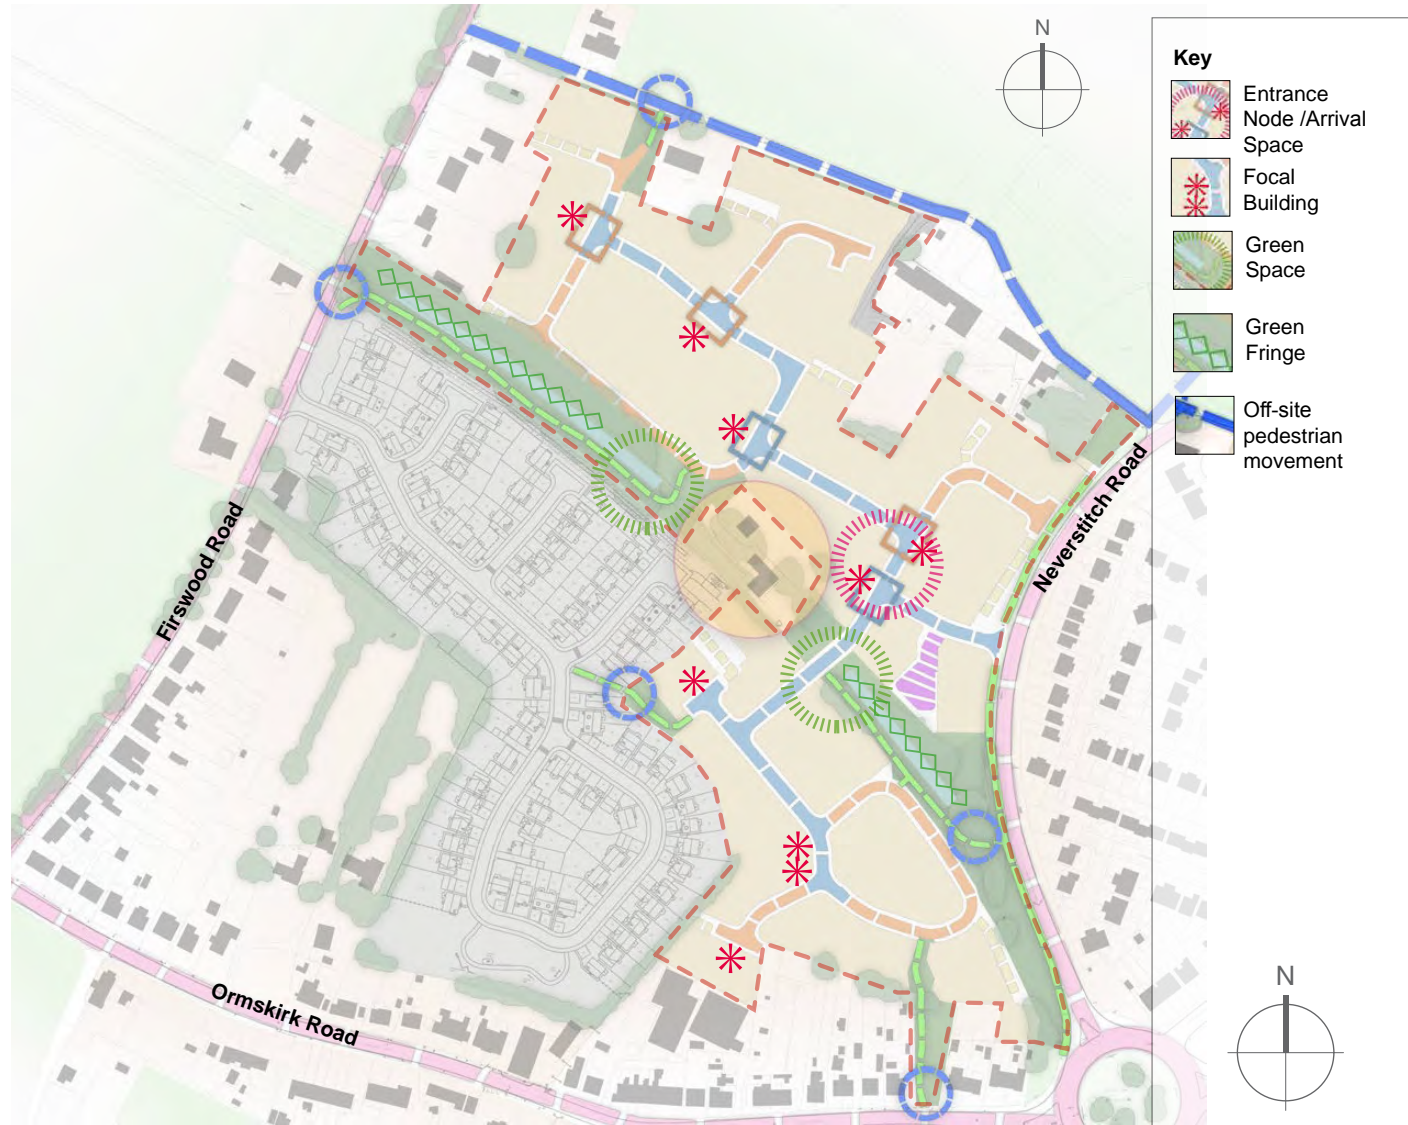 N
Key
Entrance
Node /Arrival
Space
Focal
Building
Green
Space
Green
Fringe
Off-site
pedestrian
movement
Neverstitch Road
Firswood Road
Ormskirk Road
N